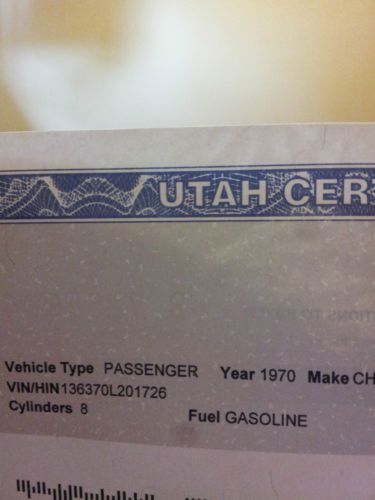 UTAH CER
Vehicle Type PASSENGER Year 1970 Make CH
VIN/HIN 136370L201726
Cylinders 8 Fuel GASOLINE